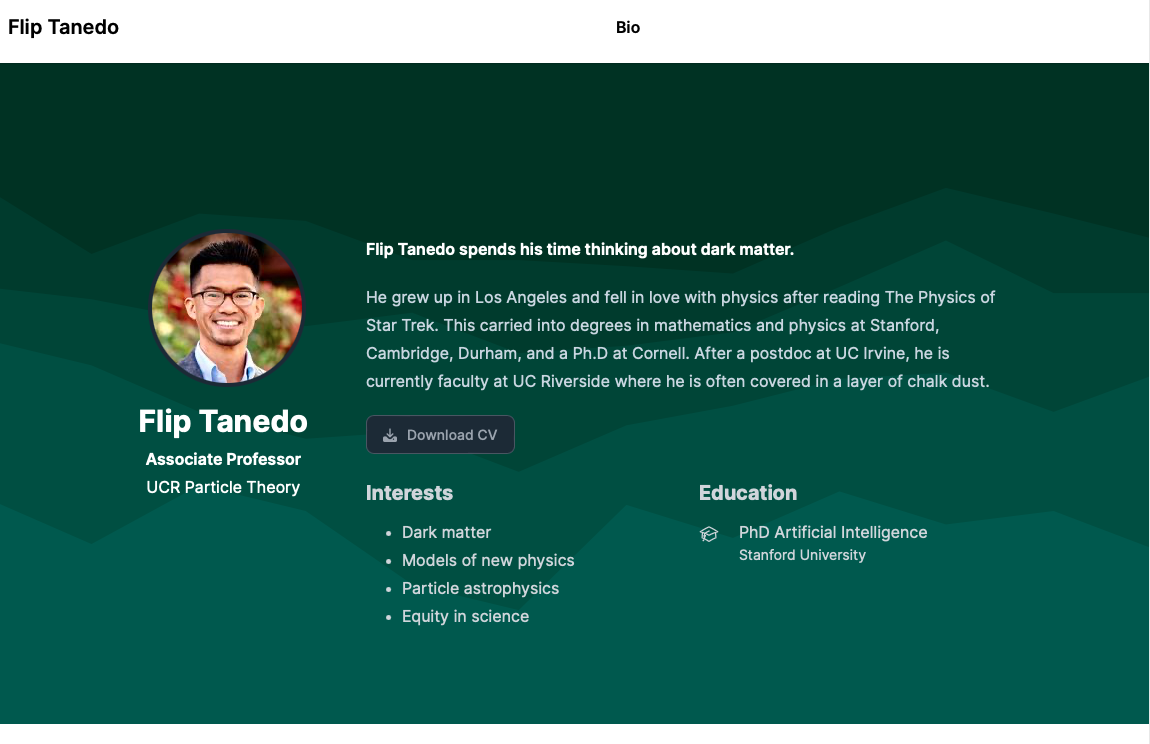 Flip Tanedo
Bio
Flip Tanedo
Associate Professor
UCR Particle Theory
Flip Tanedo spends his time thinking about dark matter.
He grew up in Los Angeles and fell in love with physics after reading The Physics of
Star Trek. This carried into degrees in mathematics and physics at Stanford,
Cambridge, Durham, and a Ph.D at Cornell. After a postdoc at UC Irvine, he is
currently faculty at UC Riverside where he is often covered in a layer of chalk dust.
Download CV
Interests
Dark matter
Models of new physics
Particle astrophysics
Equity in science
Education
PhD Artificial Intelligence
Stanford University